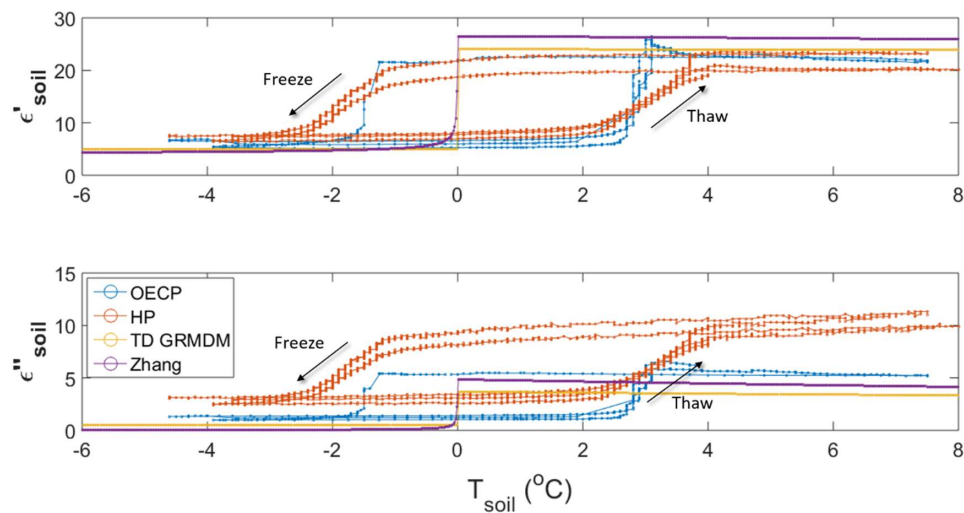 30
20
10
0
ϵ'soil
Freeze
Thaw
-6 -4 -2 0 2 4 6 8
15
10
5
0
ϵ''soil
OECP
HP
TD GRMDM
Zhang
Freeze
Thaw
-6 -4 -2 0 2 4 6 8
Tsoil (°C)